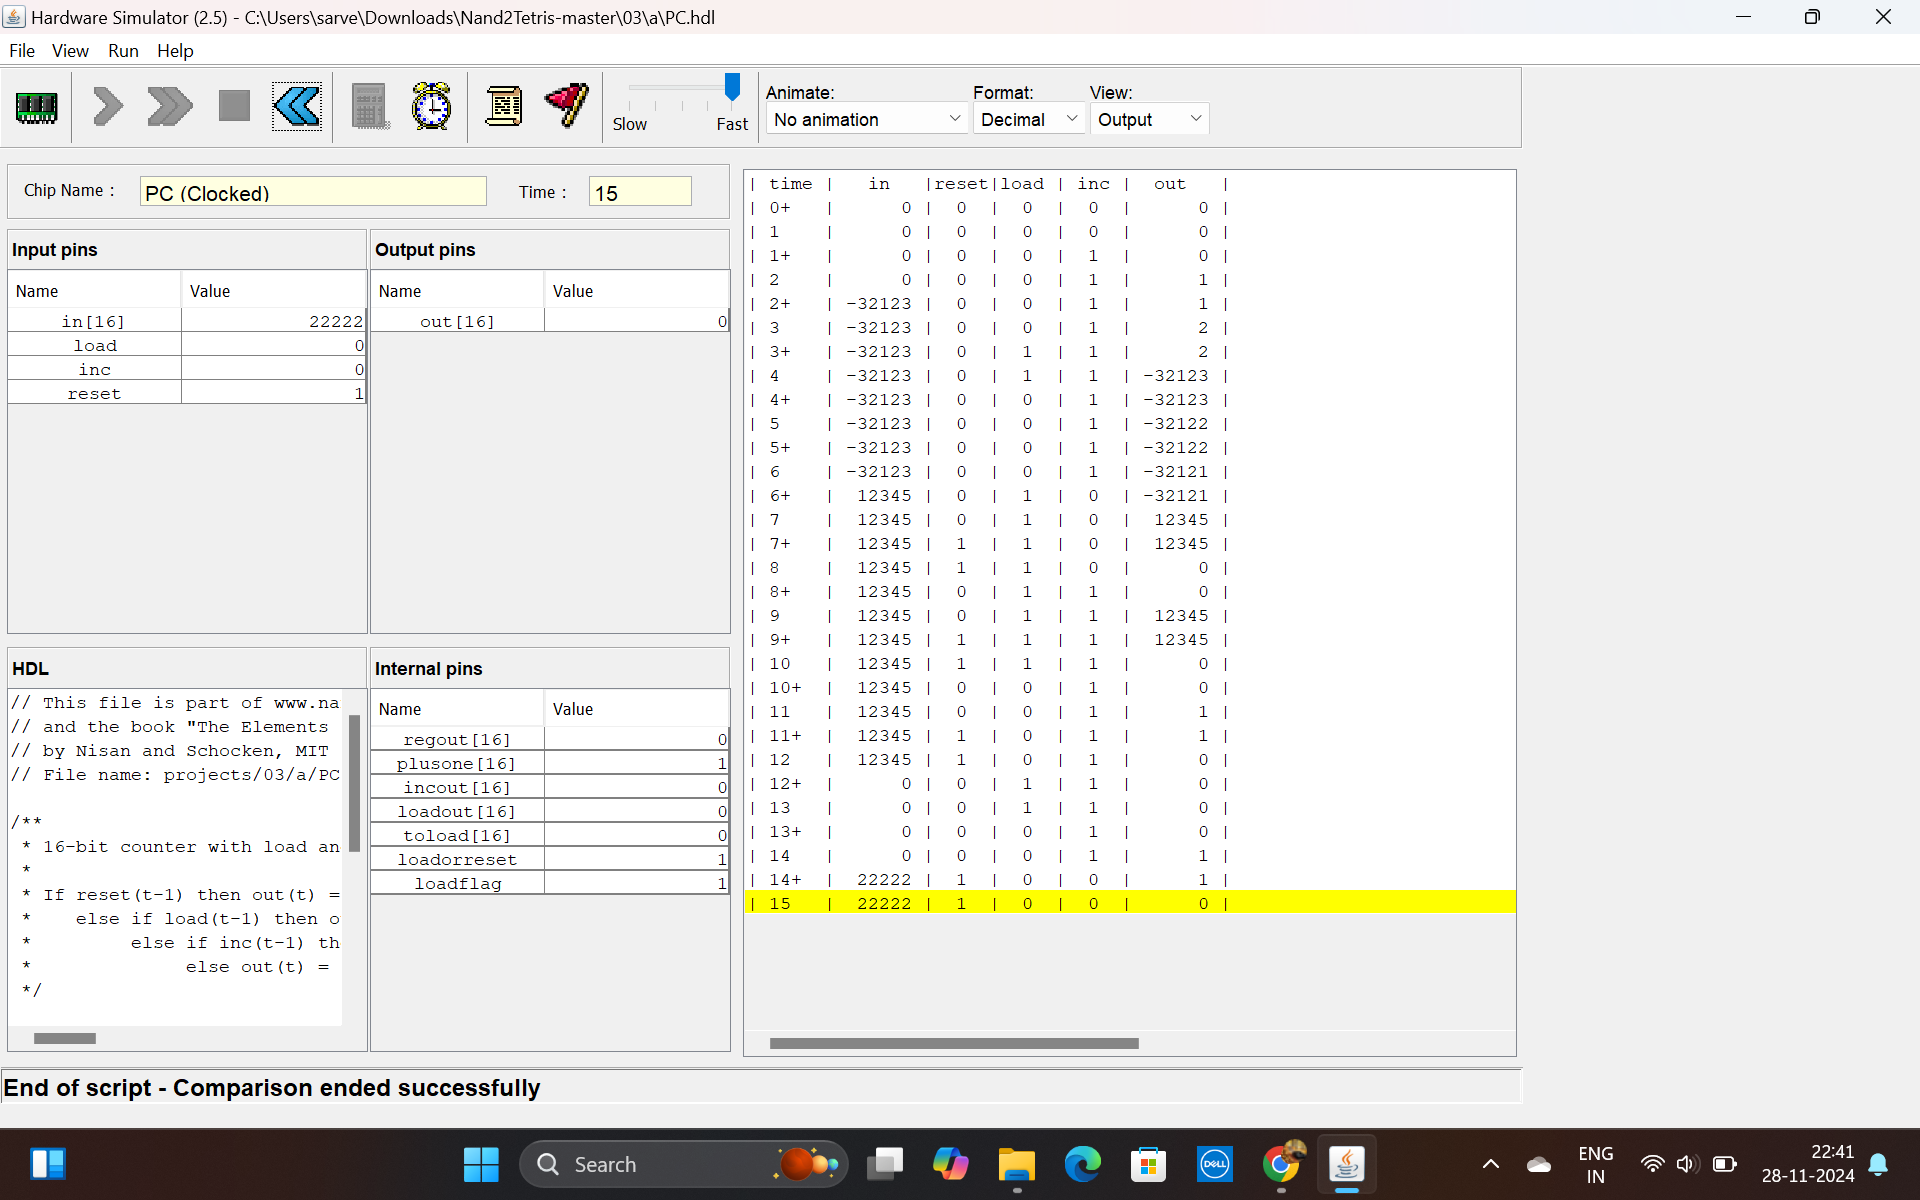 Hardware Simulator (2.5) - C:\Users\sarve\Downloads\Nand2Tetris-master\03\a\PC.hdl
File View Run Help
Slow Fast
Animate: Format: View:
No animation Decimal Output
Chip Name : PC (Clocked) Time : 15
Input pins
Name Value
in[16] 22222
load 0
inc 0
reset 1
Output pins
Name Value
out[16] 0
HDL
// This file is part of www.na
// and the book "The Elements
// by Nisan and Schocken, MIT
// File name: projects/03/a/PC
/**
* 16-bit counter with load an
*
* If reset(t-1) then out(t) =
* else if load(t-1) then o
* else if inc(t-1) th
* else out(t) =
*/
Internal pins
Name Value
regout[16] 0
plusone[16] 1
incout[16] 0
loadout[16] 0
toload[16] 0
loadorreset 1
loadflag 1
| time | in |reset|load | inc | out |
| 0+ | 0 | 0 | 0 | 0 | 0 |
| 1 | 0 | 0 | 0 | 0 | 0 |
| 1+ | 0 | 0 | 0 | 1 | 0 |
| 2 | 0 | 0 | 0 | 1 | 1 |
| 2+ | -32123 | 0 | 0 | 1 | 1 |
| 3 | -32123 | 0 | 0 | 1 | 2 |
| 3+ | -32123 | 0 | 1 | 1 | 2 |
| 4 | -32123 | 0 | 1 | 1 | -32123 |
| 4+ | -32123 | 0 | 0 | 1 | -32123 |
| 5 | -32123 | 0 | 0 | 1 | -32122 |
| 5+ | -32123 | 0 | 0 | 1 | -32122 |
| 6 | -32123 | 0 | 0 | 1 | -32121 |
| 6+ | 12345 | 0 | 1 | 0 | -32121 |
| 7 | 12345 | 0 | 1 | 0 | 12345 |
| 7+ | 12345 | 1 | 1 | 0 | 12345 |
| 8 | 12345 | 1 | 1 | 0 | 0 |
| 8+ | 12345 | 0 | 1 | 1 | 0 |
| 9 | 12345 | 0 | 1 | 1 | 12345 |
| 9+ | 12345 | 1 | 1 | 1 | 12345 |
| 10 | 12345 | 1 | 1 | 1 | 0 |
| 10+ | 12345 | 0 | 0 | 1 | 0 |
| 11 | 12345 | 0 | 0 | 1 | 1 |
| 11+ | 12345 | 1 | 0 | 1 | 1 |
| 12 | 12345 | 1 | 0 | 1 | 0 |
| 12+ | 0 | 0 | 1 | 1 | 0 |
| 13 | 0 | 0 | 1 | 1 | 0 |
| 13+ | 0 | 0 | 0 | 1 | 0 |
| 14 | 0 | 0 | 0 | 1 | 1 |
| 14+ | 22222 | 1 | 0 | 0 | 1 |
| 15 | 22222 | 1 | 0 | 0 | 0 |
End of script - Comparison ended successfully
Search
DELL
ENG
IN
22:41
28-11-2024